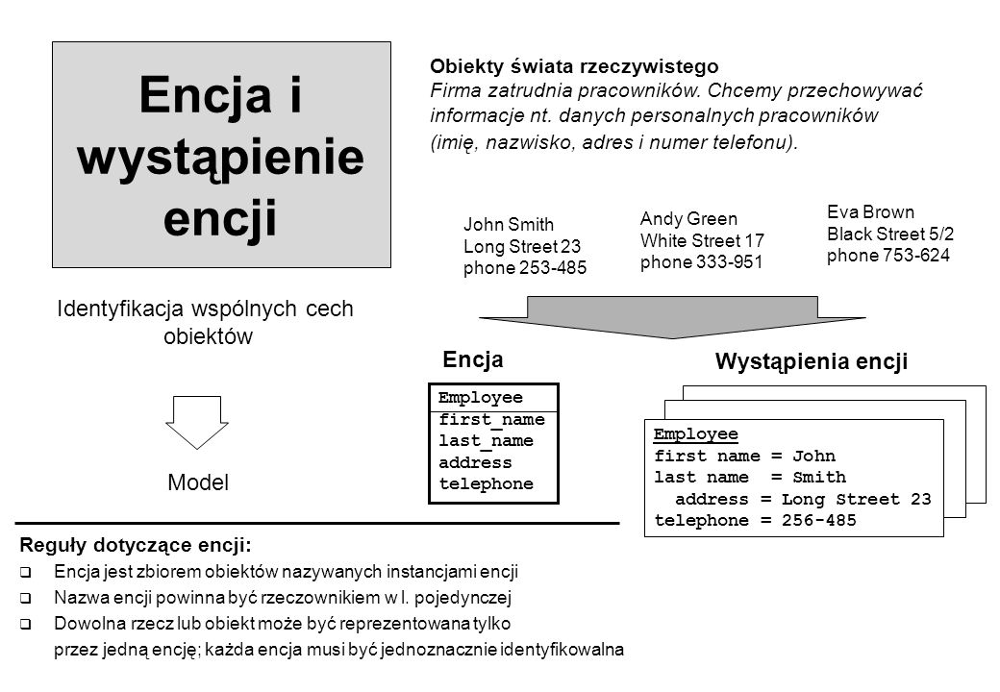 Encja i
wystąpienie
encji
Obiekty świata rzeczywistego
Firma zatrudnia pracowników. Chcemy przechowywać
informacje nt. danych personalnych pracowników
(imię, nazwisko, adres i numer telefonu).
John Smith
Long Street 23
phone 253-485
Andy Green
White Street 17
phone 333-951
Eva Brown
Black Street 5/2
phone 753-624
Identyfikacja wspólnych cech
obiektów
Model
Encja
Employee
first_name
last_name
address
telephone
Wystąpienia encji
Employee
first name = John
last name  = Smith
address = Long Street 23
telephone = 256-485
Reguły dotyczące encji:
❑ Encja jest zbiorem obiektów nazywanych instancjami encji
❑ Nazwa encji powinna być rzeczownikiem w l. pojedynczej
❑ Dowolna rzecz lub obiekt może być reprezentowana tylko
przez jedną encję; każda encja musi być jednoznacznie identyfikowalna